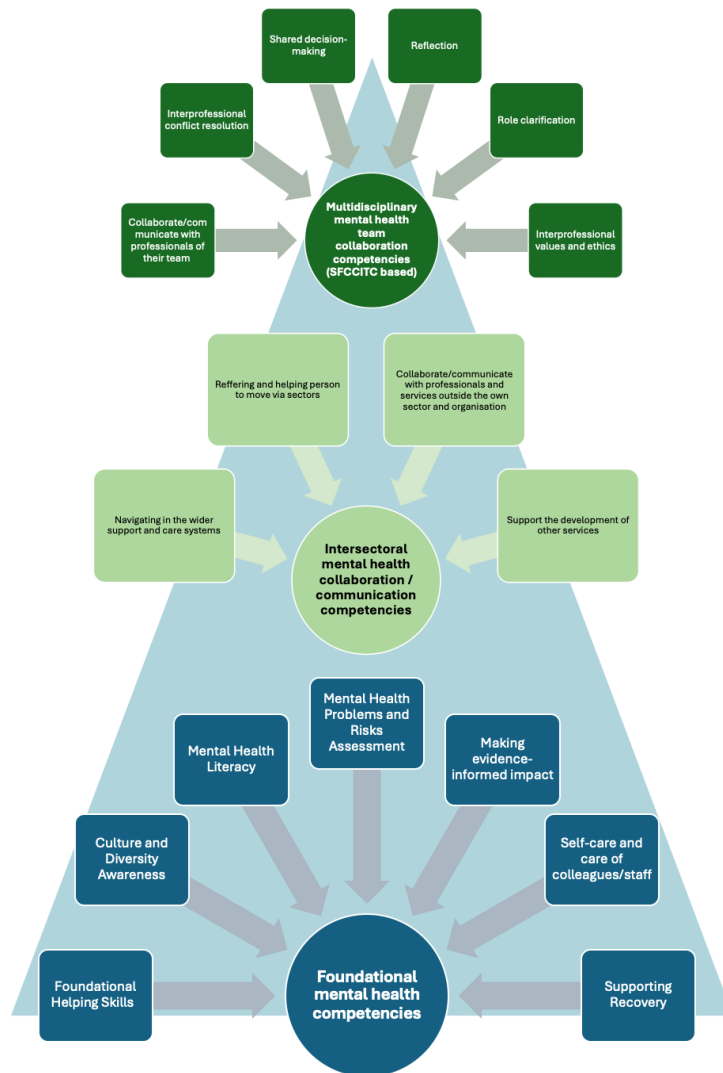 Shared decision-
making
Reflection
Interprofessional
conflict resolution
Role clarification
Collaborate/com
municate with
professionals of
their team
Multidisciplinary
mental health
team
collaboration
competencies
(SFCCITC based)
Interprofessional
values and ethics
Reffering and helping person
to move via sectors
Collaborate/communicate
with professionals and
services outside the own
sector and organisation
Navigating in the wider
support and care systems
Intersectoral
mental health
collaboration /
communication
competencies
Support the development of
other services
Mental Health
Problems and
Risks
Assessment
Mental Health
Literacy
Making
evidence-
informed impact
Culture and
Diversity
Awareness
Self-care and
care of
colleagues/staff
Foundational
Helping Skills
Foundational
mental health
competencies
Supporting
Recovery